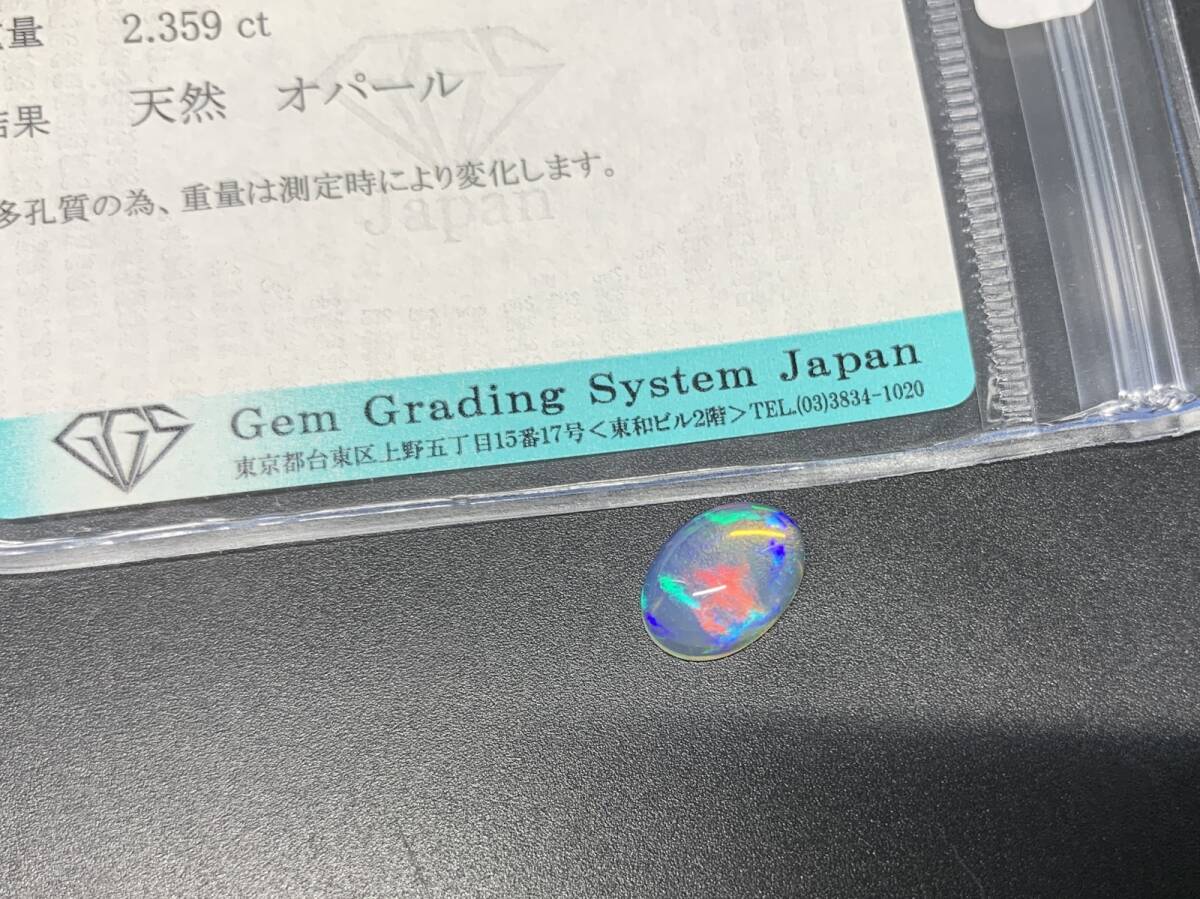 量 2.359 ct
結果 天然 オパール
多孔質の為、重量は測定時により変化します。
Japan
GGS Gem Grading System Japan
東京都台東区上野五丁目15番17号<東和ビル2階>TEL.(03)3834-1020